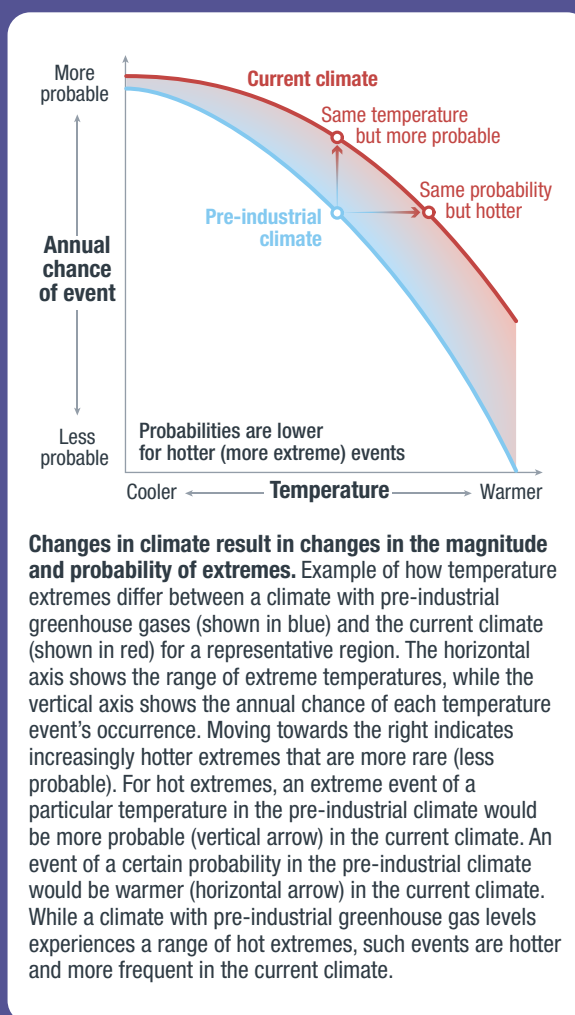 More
probable
Current climate
Same temperature
but more probable
Same probability
but hotter
Pre-industrial
climate
Annual
chance
of event
Less
probable
Probabilities are lower
for hotter (more extreme) events
Cooler
Temperature
Warmer
Changes in climate result in changes in the magnitude
and probability of extremes. Example of how temperature
extremes differ between a climate with pre-industrial
greenhouse gases (shown in blue) and the current climate
(shown in red) for a representative region. The horizontal
axis shows the range of extreme temperatures, while the
vertical axis shows the annual chance of each temperature
event's occurrence. Moving towards the right indicates
increasingly hotter extremes that are more rare (less
probable). For hot extremes, an extreme event of a
particular temperature in the pre-industrial climate would
be more probable (vertical arrow) in the current climate. An
event of a certain probability in the pre-industrial climate
would be warmer (horizontal arrow) in the current climate.
While a climate with pre-industrial greenhouse gas levels
experiences a range of hot extremes, such events are hotter
and more frequent in the current climate.